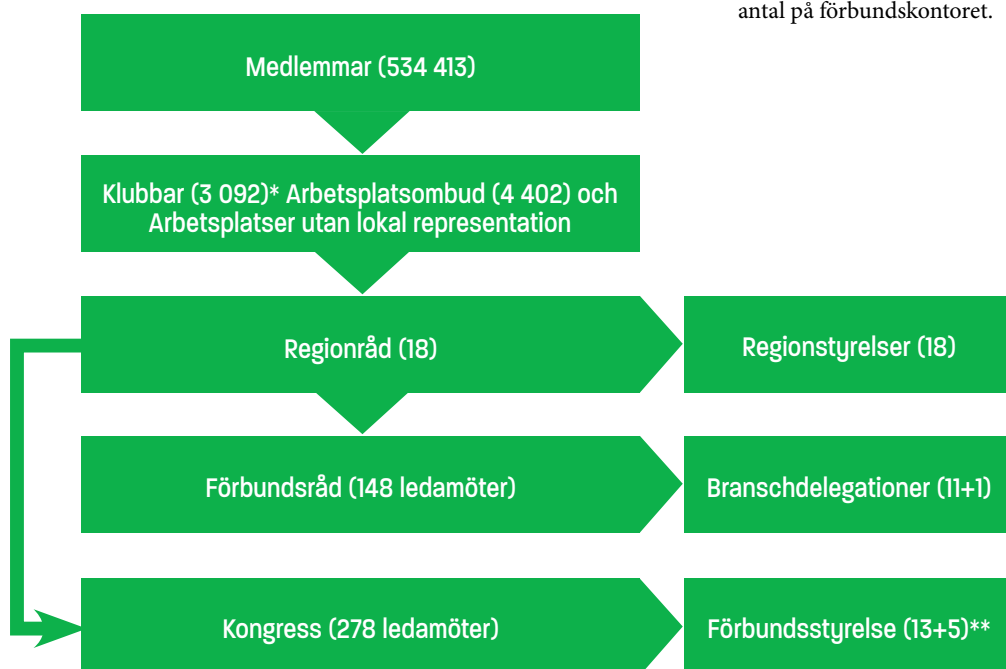 antal på förbundskontoret.
Medlemmar (534 413)
Klubbar (3 092)* Arbetsplatsombud (4 402) och
Arbetsplatser utan lokal representation
Regionråd (18)
Regionstyrelser (18)
Förbundsråd (148 ledamöter)
Branschdelegationer (11+1)
Kongress (278 ledamöter)
Förbundsstyrelse (13+5)**